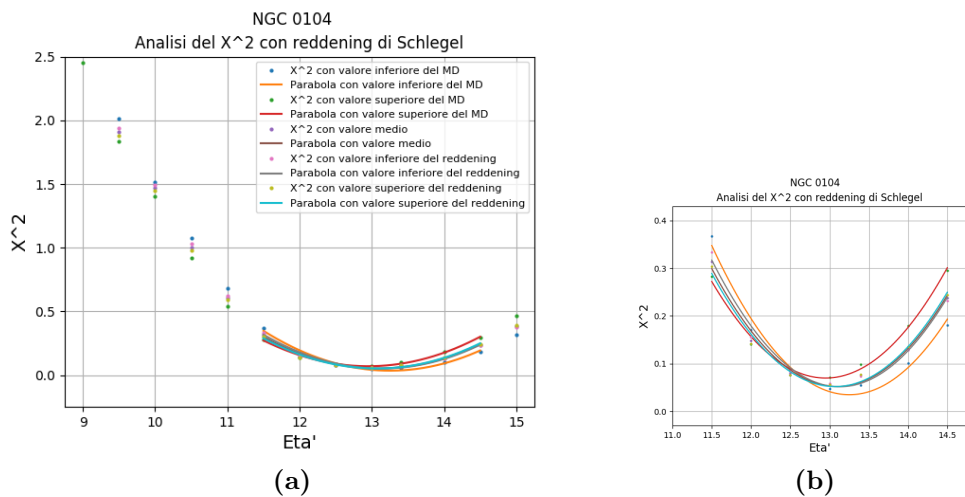 NGC 0104
Analisi del X^2 con reddening di Schlegel
X^2
2.5
2.0
1.5
1.0
0.5
0.0
X^2 con valore inferiore del MD
Parabola con valore inferiore del MD
X^2 con valore superiore del MD
Parabola con valore superiore del MD
X^2 con valore medio
Parabola con valore medio
X^2 con valore inferiore del reddening
Parabola con valore inferiore del reddening
X^2 con valore superiore del reddening
Parabola con valore superiore del reddening
9 10 11 12 13 14 15
Eta'
(a)
NGC 0104
Analisi del X^2 con reddening di Schlegel
X^2
0.4
0.3
0.2
0.1
0.0
11.0 11.5 12.0 12.5 13.0 13.5 14.0 14.5
Eta'
(b)